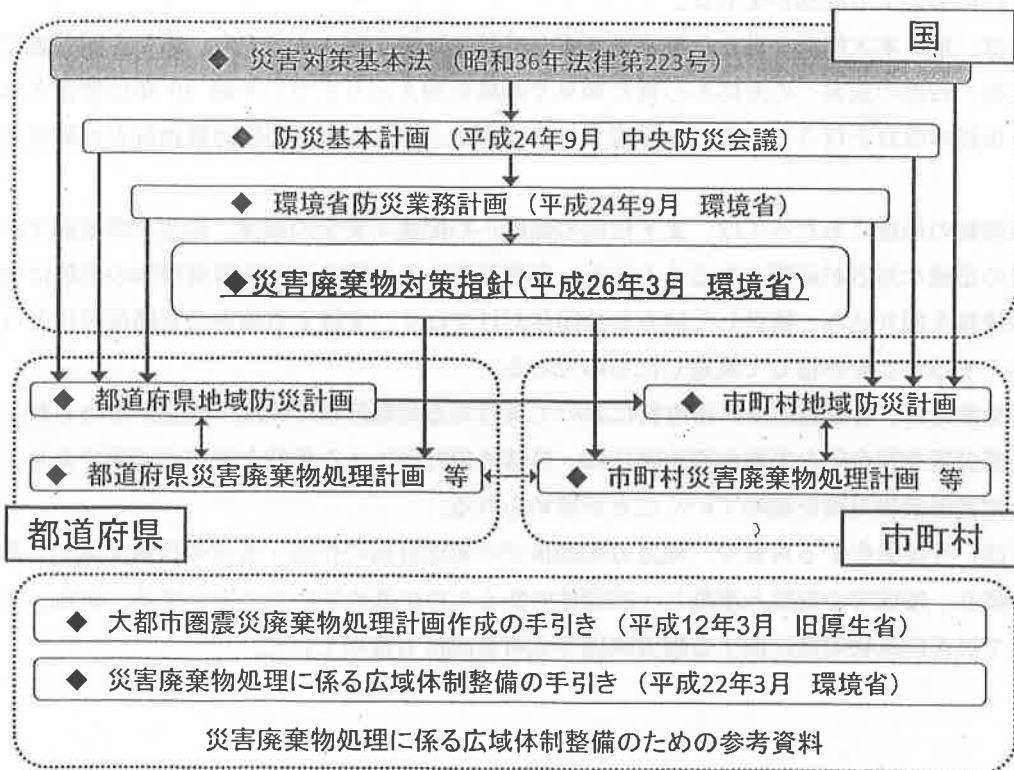 国
◆ 災害対策基本法（昭和36年法律第223号）
◆ 防災基本計画（平成24年9月 中央防災会議）
◆ 環境省防災業務計画（平成24年9月 環境省）
◆災害廃棄物対策指針(平成26年3月 環境省)
◆ 都道府県地域防災計画
◆ 市町村地域防災計画
◆ 都道府県災害廃棄物処理計画 等
◆ 市町村災害廃棄物処理計画 等
都道府県
市町村
◆ 大都市圏震災廃棄物処理計画作成の手引き（平成12年3月 旧厚生省）
◆ 災害廃棄物処理に係る広域体制整備の手引き（平成22年3月 環境省）
災害廃棄物処理に係る広域体制整備のための参考資料